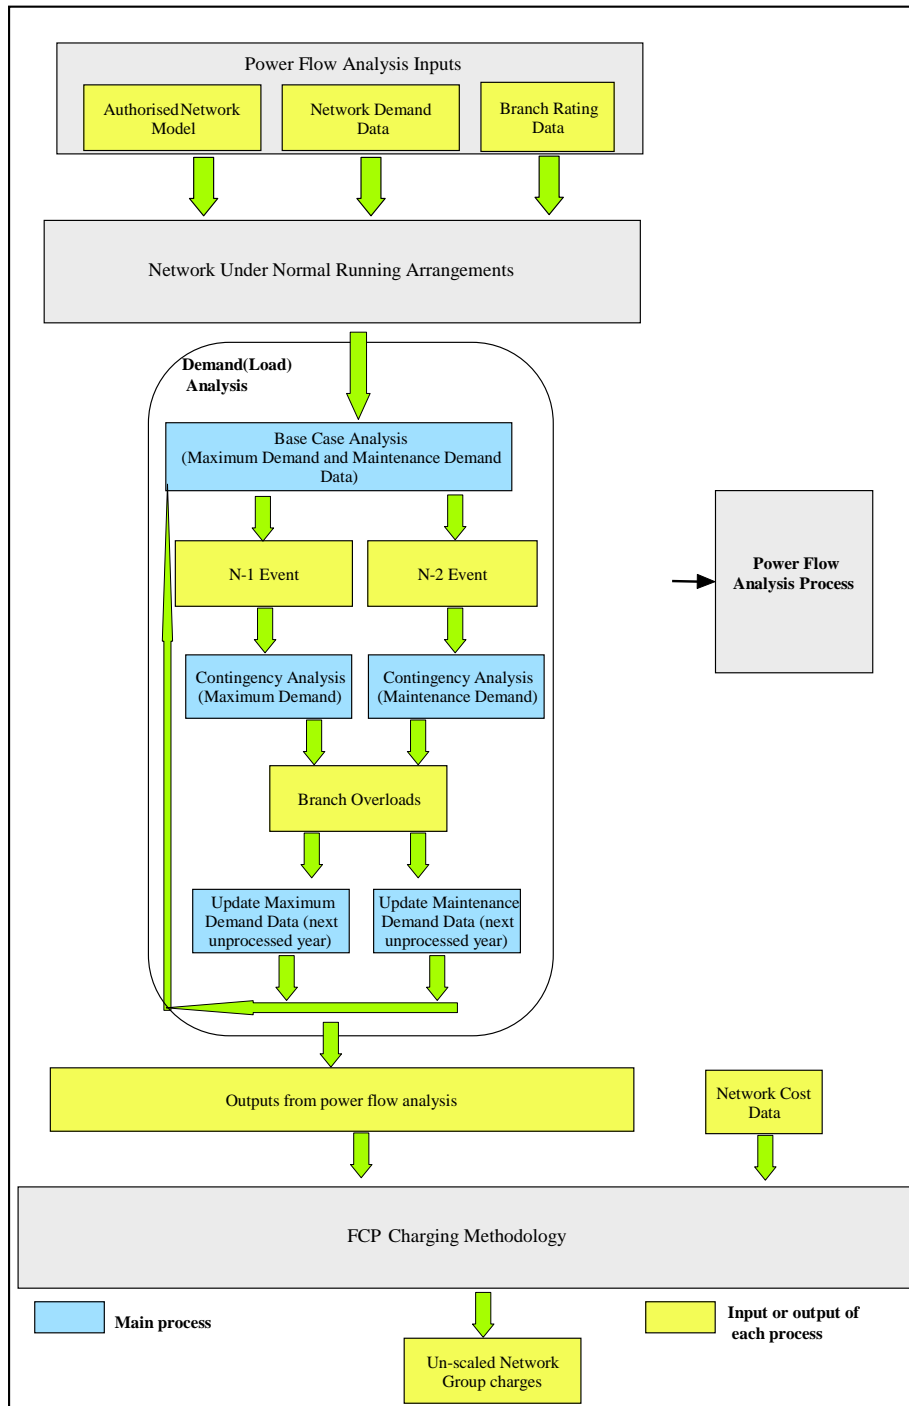 Power Flow Analysis Inputs
Authorised Network
Model
Network Demand
Data
Branch Rating
Data
Network Under Normal Running Arrangements
Demand(Load)
Analysis
Base Case Analysis
(Maximum Demand and Maintenance Demand
Data)
N-1 Event
N-2 Event
Power Flow
Analysis Process
Contingency Analysis
(Maximum Demand)
Contingency Analysis
(Maintenance Demand)
Branch Overloads
Update Maximum
Demand Data (next
unprocessed year)
Update Maintenance
Demand Data (next
unprocessed year)
Outputs from power flow analysis
Network Cost
Data
FCP Charging Methodology
Main process
Input or output of
each process
Un-scaled Network
Group charges